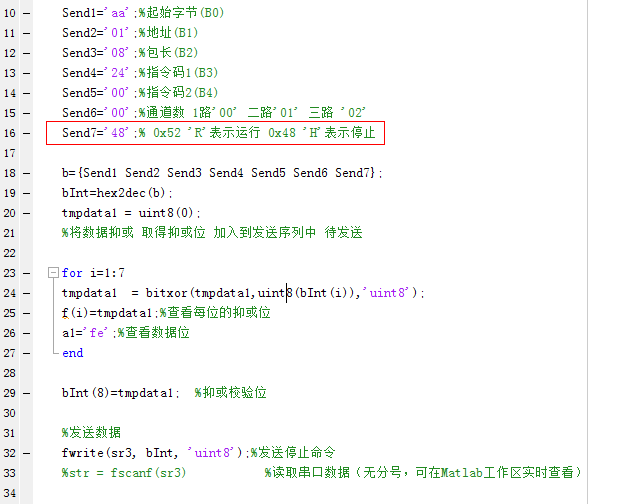 10 — Send1='aa';%起始字节(B0)
11 — Send2='01';%地址(B1)
12 — Send3='08';%包长(B2)
13 — Send4='24';%指令码1(B3)
14 — Send5='00';%指令码2(B4)
15 — Send6='00';%通道数 1路'00' 二路'01' 三路 '02'
16 — Send7='48';% 0x52 'R'表示运行 0x48 'H'表示停止
17
18 — b={Send1 Send2 Send3 Send4 Send5 Send6 Send7};
19 — bInt=hex2dec(b);
20 — tmpdata1 = uint8(0);
21 %将数据抑或 取得抑或位 加入到发送序列中 待发送
22
23 — for i=1:7
24 — tmpdata1 = bitxor(tmpdata1,uint8(bInt(i)),'uint8');
25 — f(i)=tmpdata1;%查看每位的抑或位
26 — a1='fe';%查看数据位
27 — end
28
29 — bInt(8)=tmpdata1; %抑或校验位
30
31 %发送数据
32 — fwrite(sr3, bInt, 'uint8');%发送停止命令
33 %str = fscanf(sr3) %读取串口数据（无分号，可在Matlab工作区实时查看）
34